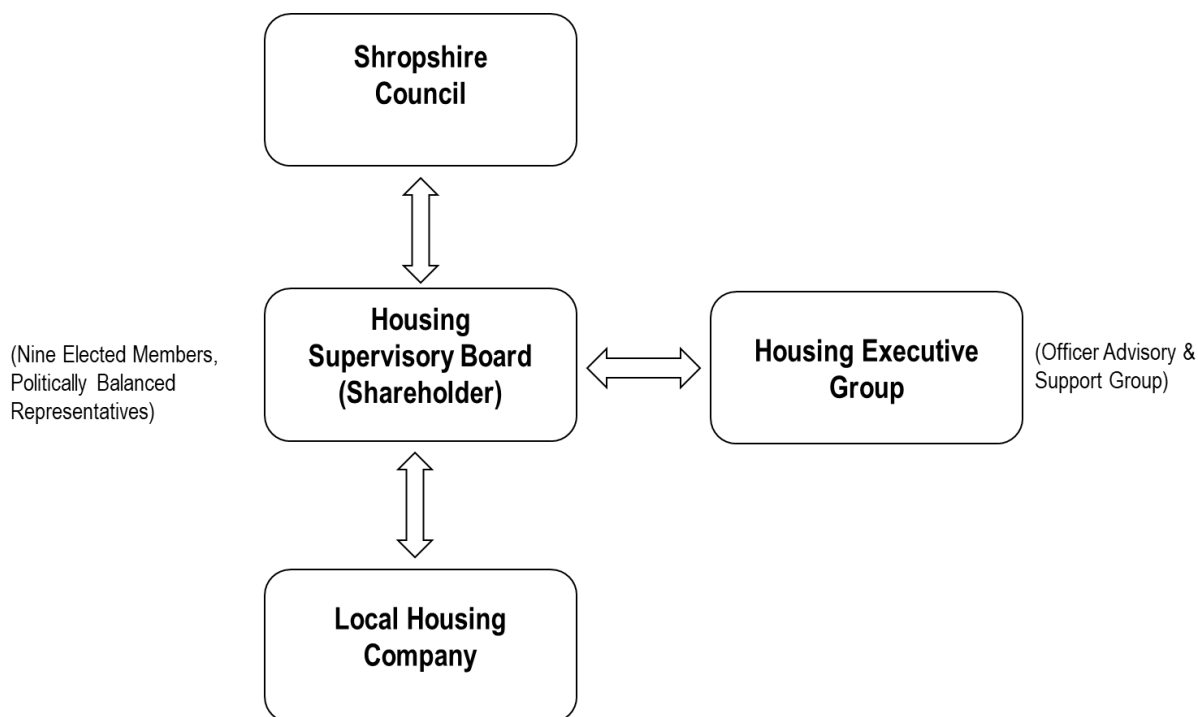 Shropshire
Council
(Nine Elected Members,
Politically Balanced
Representatives)
Housing
Supervisory Board
(Shareholder)
Housing Executive
Group
(Officer Advisory &
Support Group)
Local Housing
Company